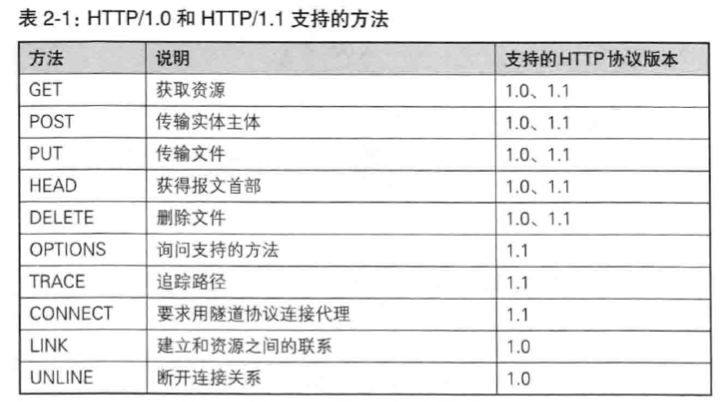 表 2-1：HTTP/1.0 和 HTTP/1.1 支持的方法
方法 说明 支持的HTTP协议版本
GET 获取资源 1.0、1.1
POST 传输实体主体 1.0、1.1
PUT 传输文件 1.0、1.1
HEAD 获得报文首部 1.0、1.1
DELETE 删除文件 1.0、1.1
OPTIONS 询问支持的方法 1.1
TRACE 追踪路径 1.1
CONNECT 要求用隧道协议连接代理 1.1
LINK 建立和资源之间的联系 1.0
UNLINE 断开连接关系 1.0